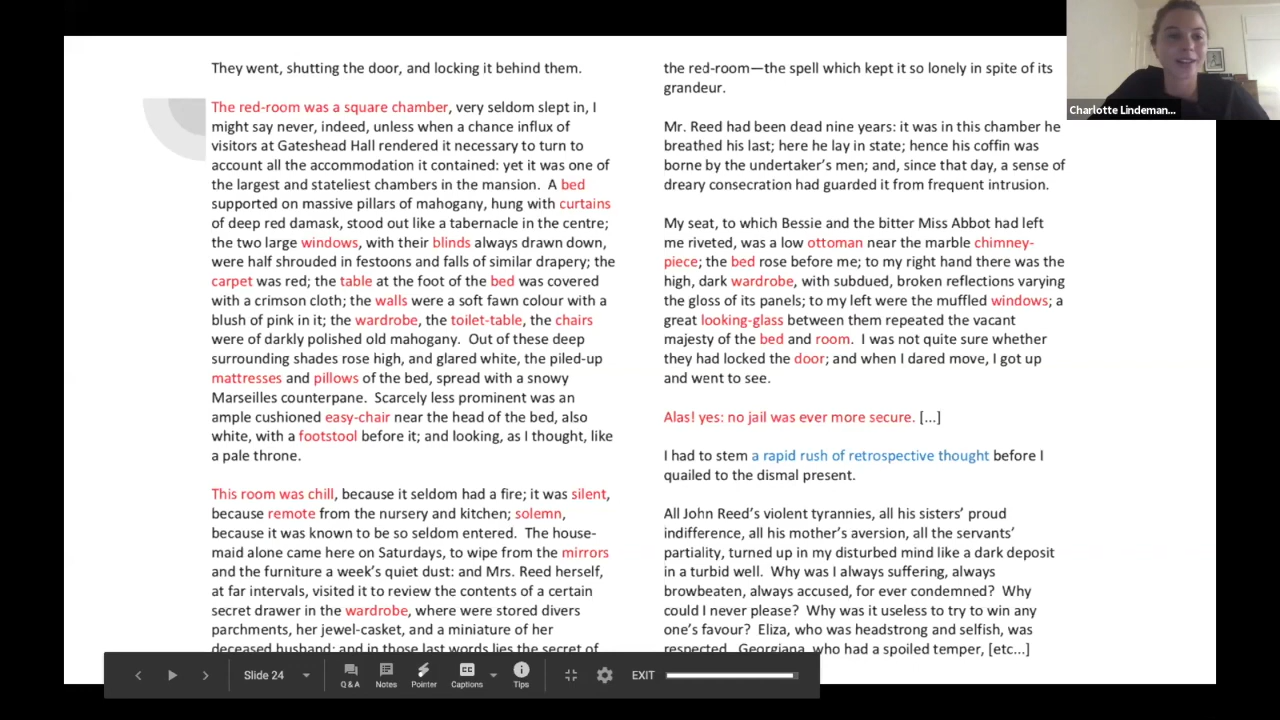 They went, shutting the door, and locking it behind them.
The red-room was a square chamber, very seldom slept in, I
might say never, indeed, unless when a chance influx of
visitors at Gateshead Hall rendered it necessary to turn to
account all the accommodation it contained: yet it was one of
the largest and stateliest chambers in the mansion.  A bed
supported on massive pillars of mahogany, hung with curtains
of deep red damask, stood out like a tabernacle in the centre;
the two large windows, with their blinds always drawn down,
were half shrouded in festoons and falls of similar drapery; the
carpet was red; the table at the foot of the bed was covered
with a crimson cloth; the walls were a soft fawn colour with a
blush of pink in it; the wardrobe, the toilet-table, the chairs
were of darkly polished old mahogany.  Out of these deep
surrounding shades rose high, and glared white, the piled-up
mattresses and pillows of the bed, spread with a snowy
Marseilles counterpane.  Scarcely less prominent was an
ample cushioned easy-chair near the head of the bed, also
white, with a footstool before it; and looking, as I thought, like
a pale throne.
This room was chill, because it seldom had a fire; it was silent,
because remote from the nursery and kitchen; solemn,
because it was known to be so seldom entered.  The house-
maid alone came here on Saturdays, to wipe from the mirrors
and the furniture a week's quiet dust: and Mrs. Reed herself,
at far intervals, visited it to review the contents of a certain
secret drawer in the wardrobe, where were stored divers
parchments, her jewel-casket, and a miniature of her
deceased husband; and in those last words lies the secret of
the red-room—the spell which kept it so lonely in spite of its
grandeur.
Mr. Reed had been dead nine years: it was in this chamber he
breathed his last; here he lay in state; hence his coffin was
borne by the undertaker's men; and, since that day, a sense of
dreary consecration had guarded it from frequent intrusion.
My seat, to which Bessie and the bitter Miss Abbot had left
me riveted, was a low ottoman near the marble chimney-
piece; the bed rose before me; to my right hand there was the
high, dark wardrobe, with subdued, broken reflections varying
the gloss of its panels; to my left were the muffled windows; a
great looking-glass between them repeated the vacant
majesty of the bed and room.  I was not quite sure whether
they had locked the door; and when I dared move, I got up
and went to see.
Alas! yes: no jail was ever more secure. [...]
I had to stem a rapid rush of retrospective thought before I
quailed to the dismal present.
All John Reed's violent tyrannies, all his sisters' proud
indifference, all his mother's aversion, all the servants'
partiality, turned up in my disturbed mind like a dark deposit
in a turbid well.  Why was I always suffering, always
browbeaten, always accused, for ever condemned?  Why
could I never please?  Why was it useless to try to win any
one's favour?  Eliza, who was headstrong and selfish, was
respected.  Georgiana, who had a spoiled temper, [etc...]
Charlotte Lindeman...
Slide 24
Q & A
Notes
Pointer
CC
Captions
Tips
EXIT